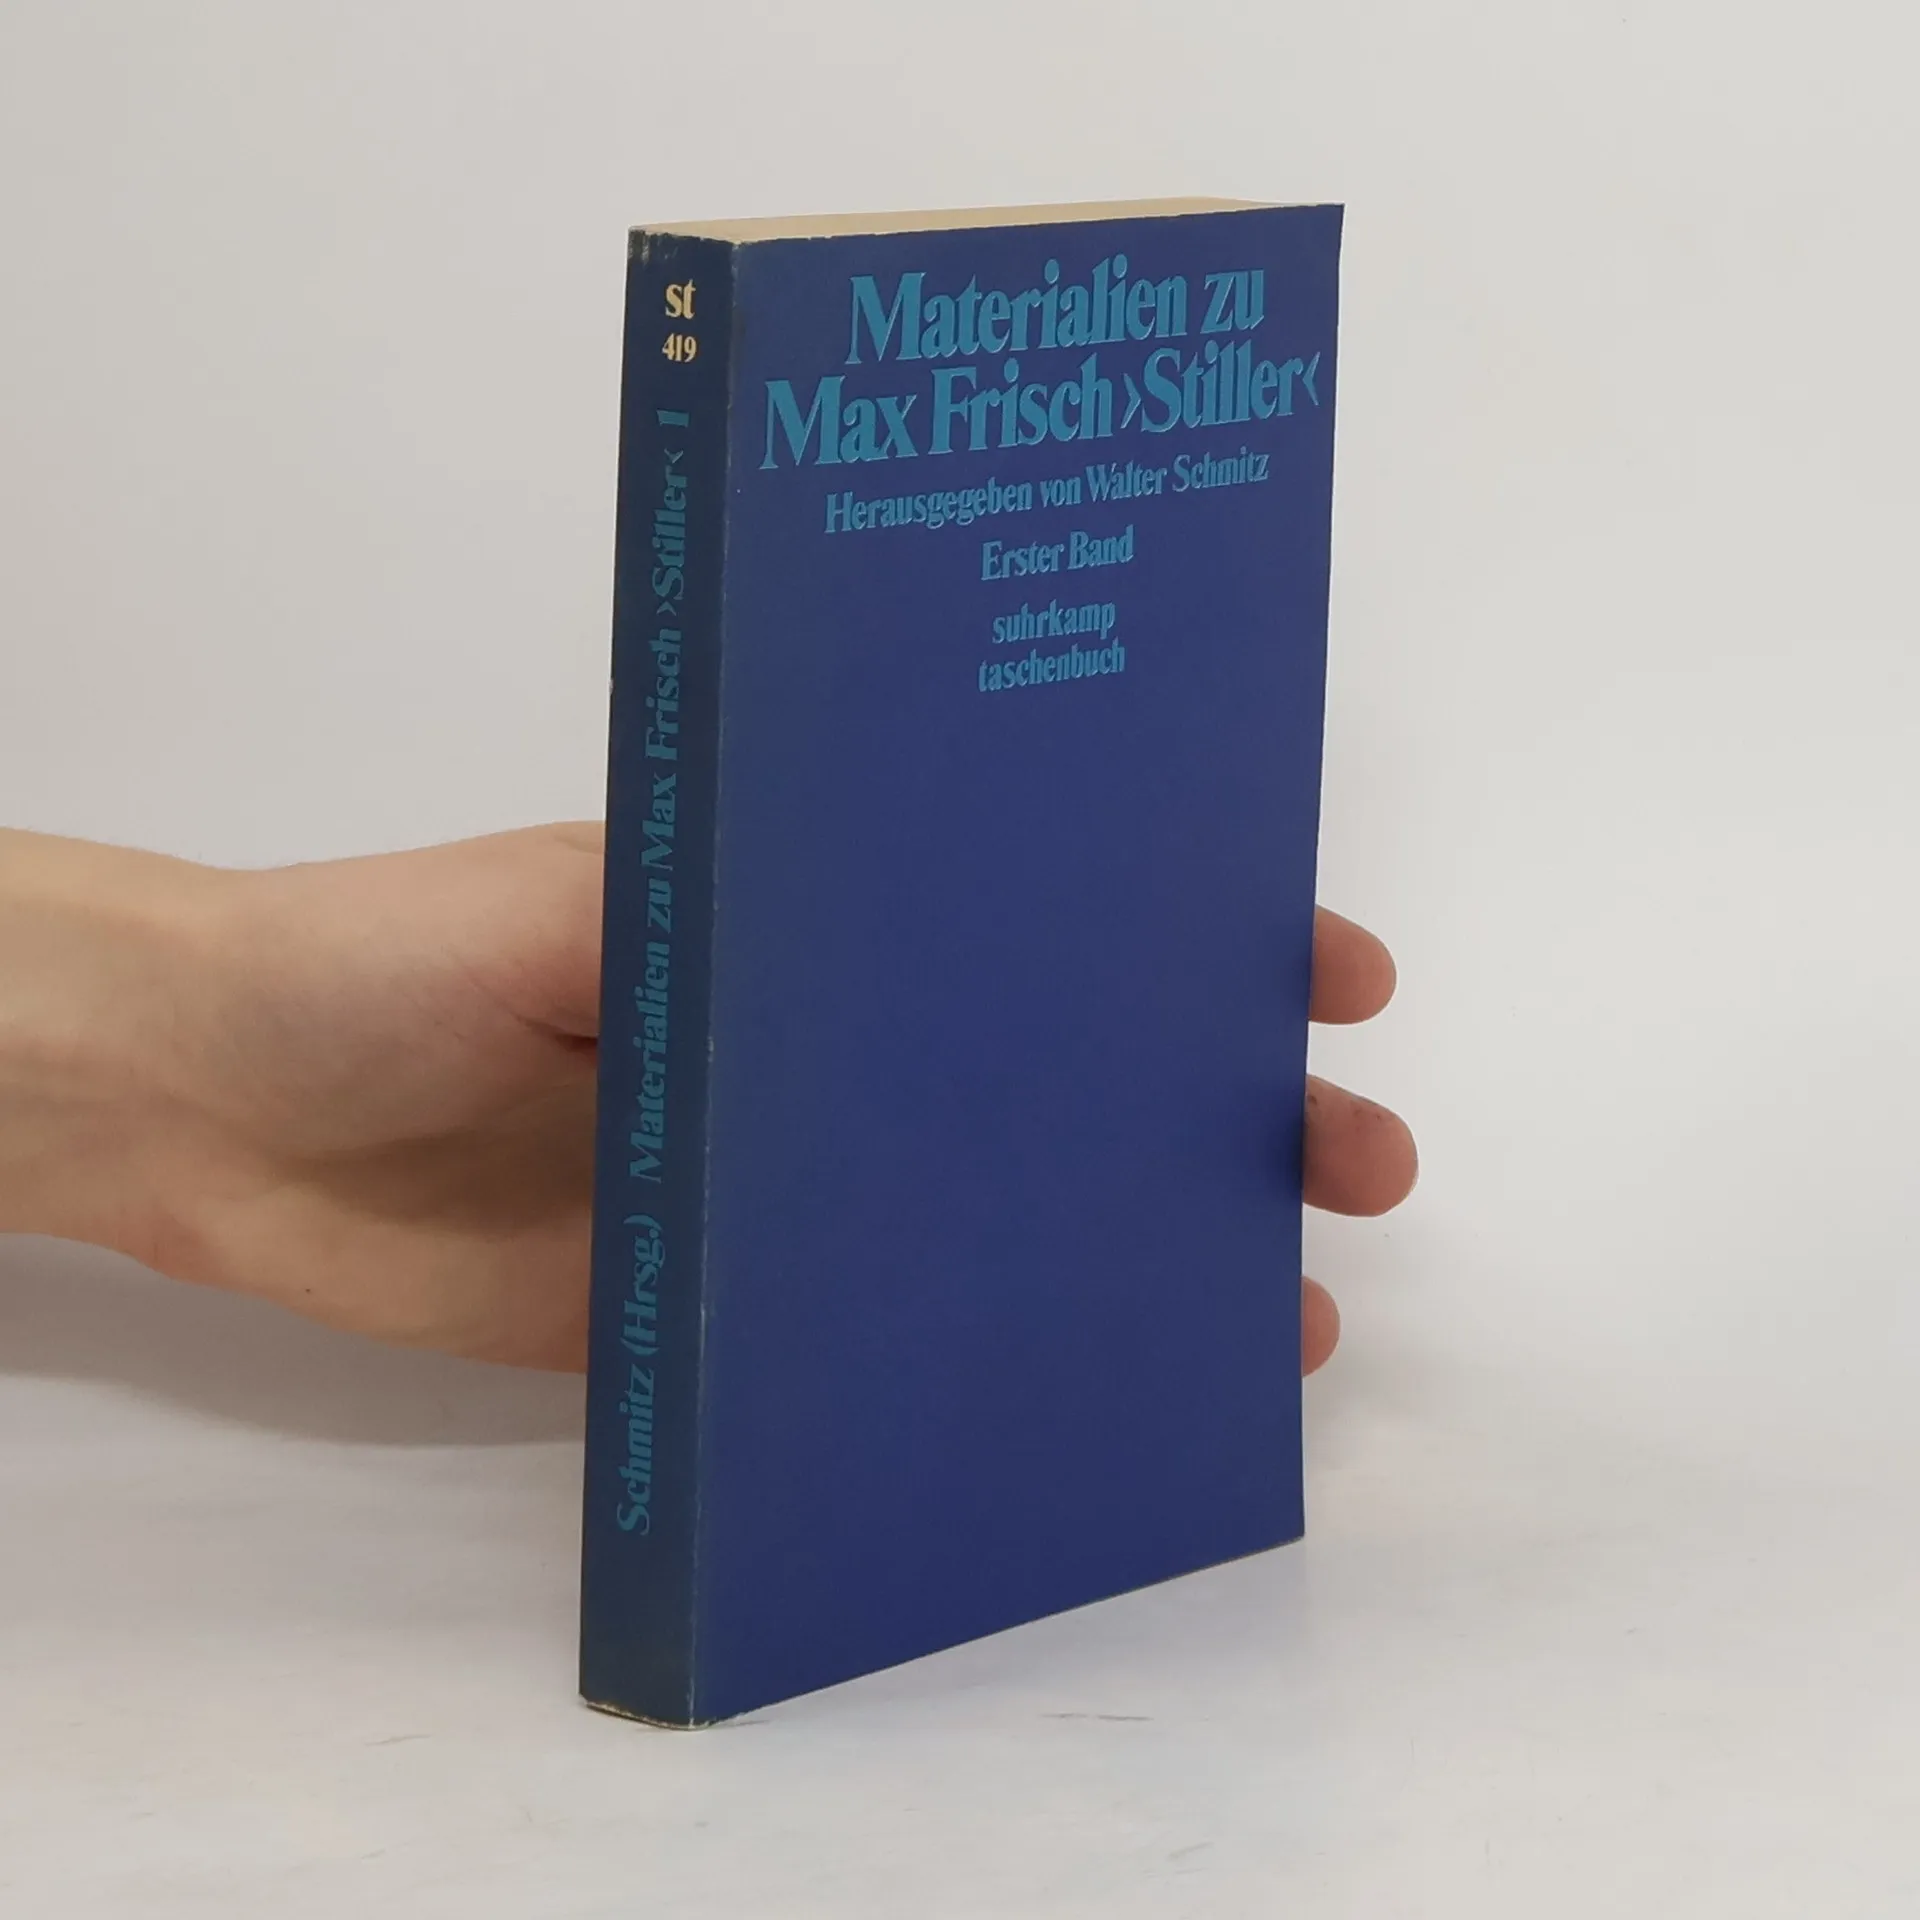 st
419
Schmitz (Hrsg.) Materialien zu Max Frisch ›Stiller‹ 1
Materialien zu
Max Frisch ›Stiller‹
Herausgegeben von Walter Schmitz
Erster Band
suhrkamp
taschenbuch